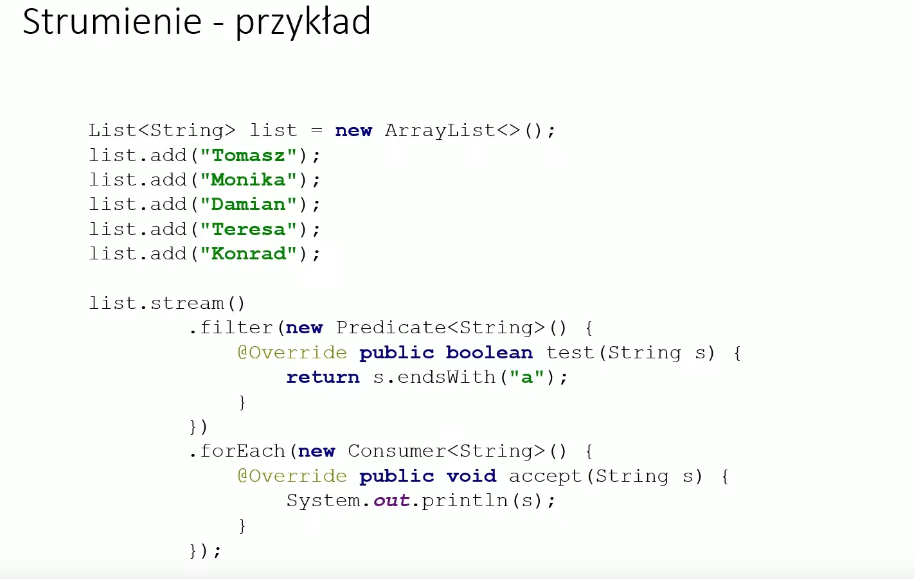 Strumienie - przykład
List<String> list = new ArrayList<>();
list.add("Tomasz");
list.add("Monika");
list.add("Damian");
list.add("Teresa");
list.add("Konrad");
list.stream()
.filter(new Predicate<String>() {
@Override public boolean test(String s) {
return s.endsWith("a");
}
})
.forEach(new Consumer<String>() {
@Override public void accept(String s) {
System.out.println(s);
}
});